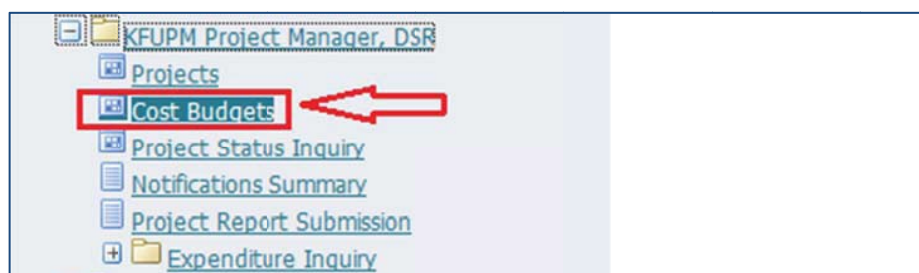 KFUPM Project Manager, DSR
Projects
Cost Budgets
Project Status Inquiry
Notifications Summary
Project Report Submission
Expenditure Inquiry